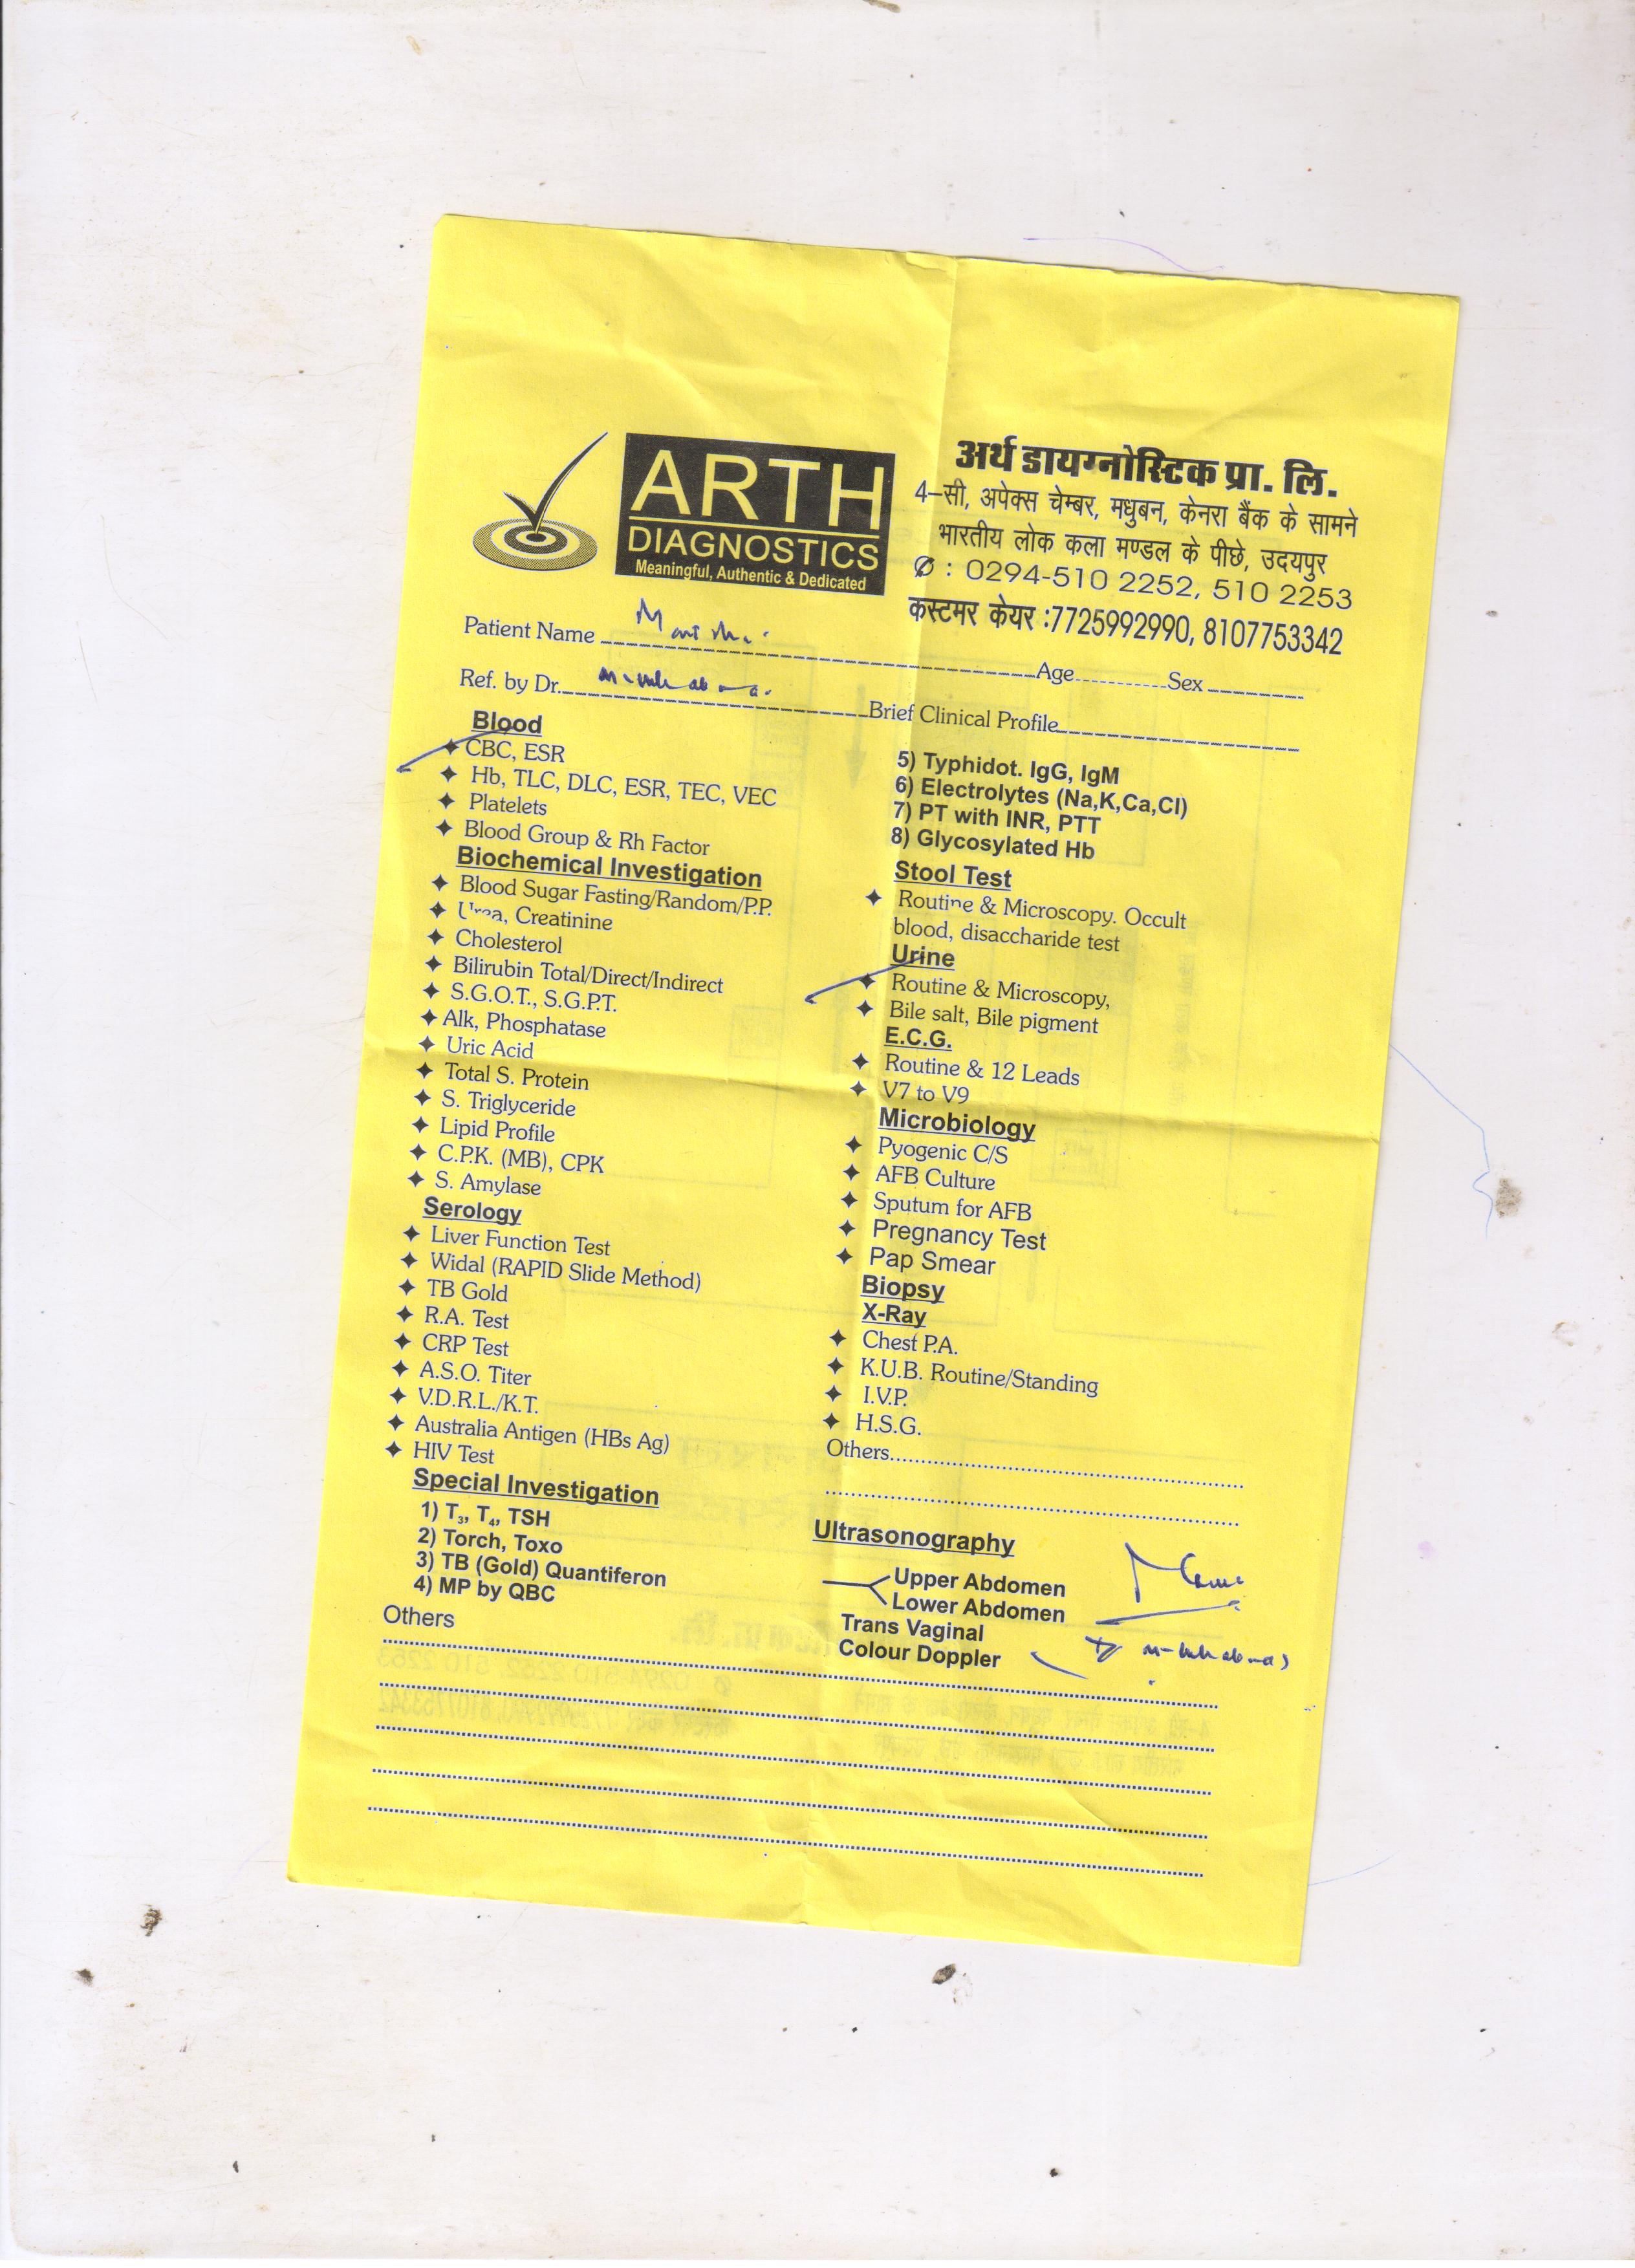 ARTH
DIAGNOSTICS
Meaningful, Authentic & Dedicated
अर्थ डायग्नोस्टिक प्रा. लि.
4–सी, अपेक्स चेम्बर, मधुबन, केनरा बैंक के सामने
भारतीय लोक कला मण्डल के पीछे, उदयपुर
✆ : 0294-510 2252, 510 2253
कस्टमर केयर :7725992990, 8107753342
Patient Name Age Sex
Ref. by Dr. Brief Clinical Profile
Blood
CBC, ESR
Hb, TLC, DLC, ESR, TEC, VEC
Platelets
Blood Group & Rh Factor
Biochemical Investigation
Blood Sugar Fasting/Random/P.P.
Urea, Creatinine
Cholesterol
Bilirubin Total/Direct/Indirect
S.G.O.T., S.G.P.T.
Alk, Phosphatase
Uric Acid
Total S. Protein
S. Triglyceride
Lipid Profile
C.P.K. (MB), CPK
S. Amylase
Serology
Liver Function Test
Widal (RAPID Slide Method)
TB Gold
R.A. Test
CRP Test
A.S.O. Titer
V.D.R.L./K.T.
Australia Antigen (HBs Ag)
HIV Test
Special Investigation
1) T3, T4, TSH
2) Torch, Toxo
3) TB (Gold) Quantiferon
4) MP by QBC
Others
5) Typhidot. IgG, IgM
6) Electrolytes (Na,K,Ca,Cl)
7) PT with INR, PTT
8) Glycosylated Hb
Stool Test
Routine & Microscopy. Occult
blood, disaccharide test
Urine
Routine & Microscopy,
Bile salt, Bile pigment
E.C.G.
Routine & 12 Leads
V7 to V9
Microbiology
Pyogenic C/S
AFB Culture
Sputum for AFB
Pregnancy Test
Pap Smear
Biopsy
X-Ray
Chest P.A.
K.U.B. Routine/Standing
I.V.P.
H.S.G.
Others
Ultrasonography
Upper Abdomen
Lower Abdomen
Trans Vaginal
Colour Doppler